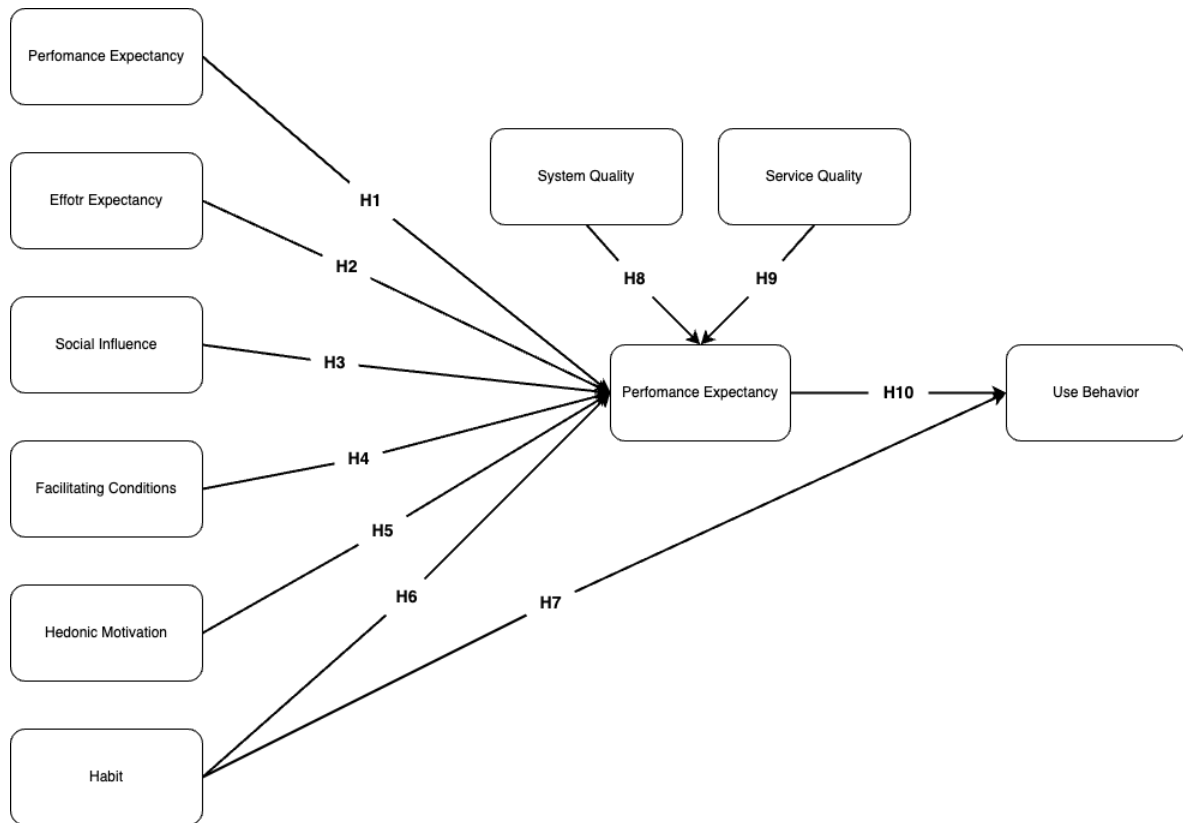 Perfomance Expectancy
Effotr Expectancy
Social Influence
Facilitating Conditions
Hedonic Motivation
Habit
H1
H2
H3
H4
H5
H6
H7
System Quality
Service Quality
H8
H9
Perfomance Expectancy
H10
Use Behavior